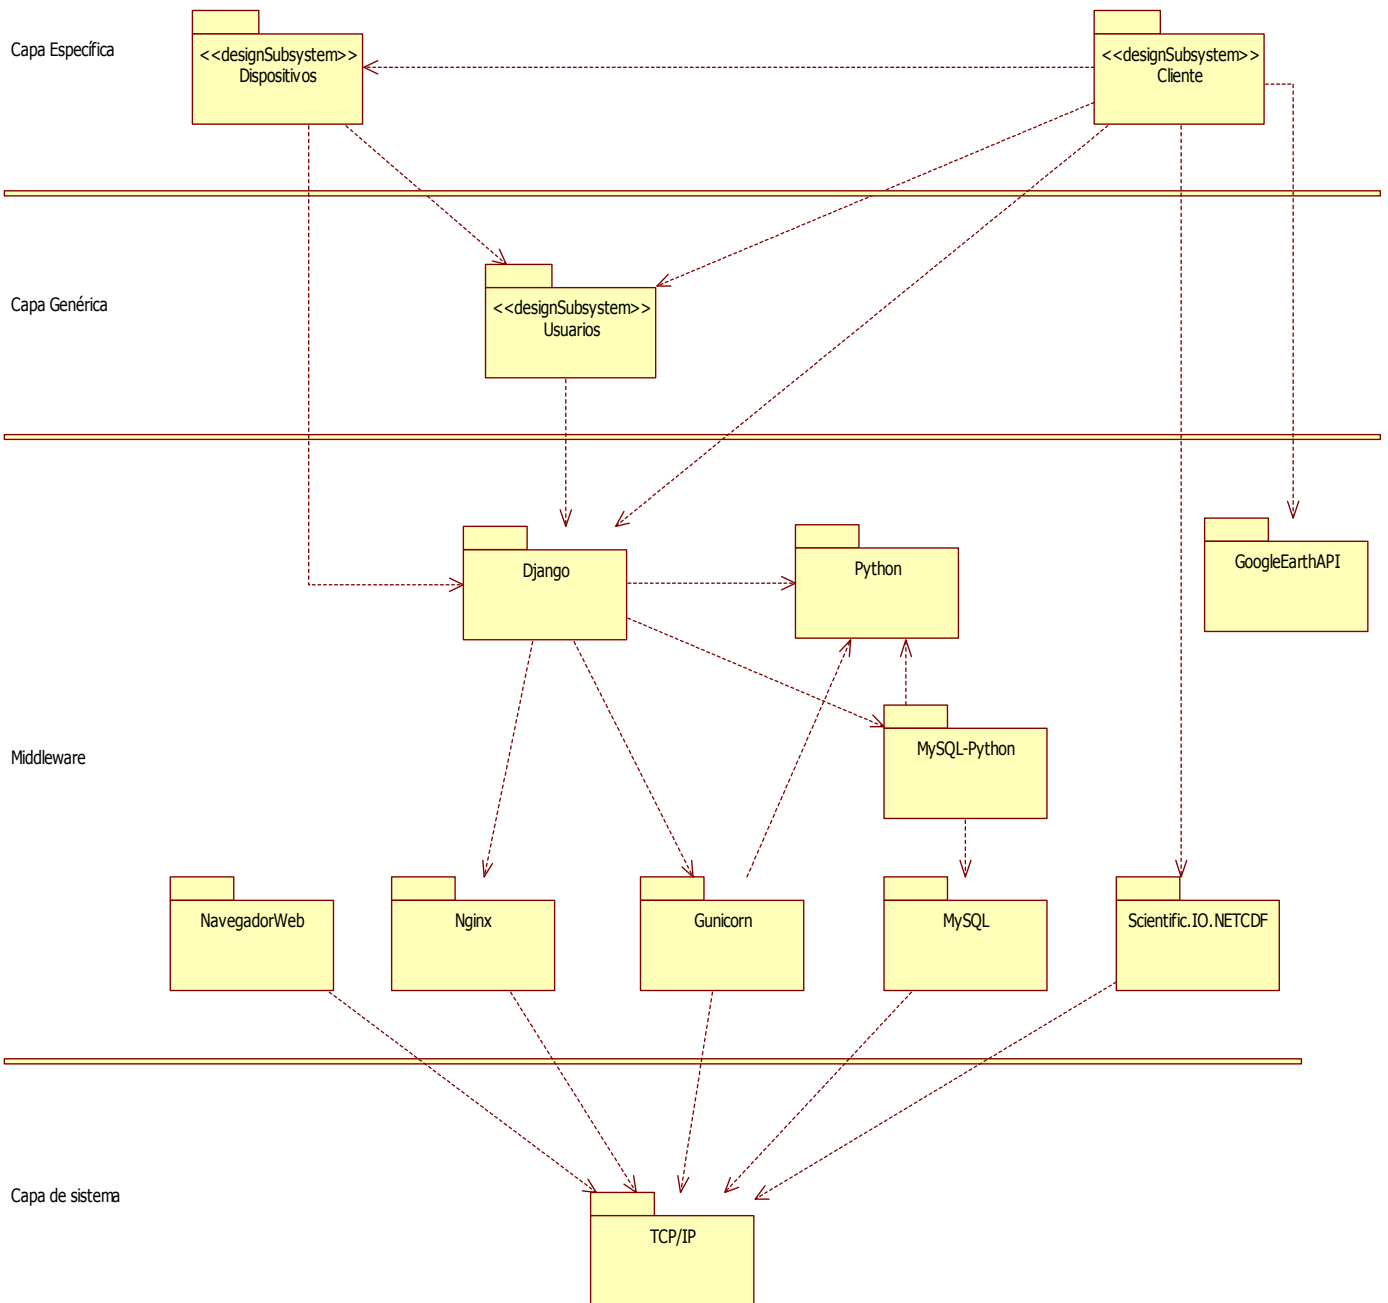 Capa Específica
<<designSubsystem>>
Dispositivos
<<designSubsystem>>
Cliente
Capa Genérica
<<designSubsystem>>
Usuarios
Django
Python
GoogleEarthAPI
Middleware
MySQL-Python
NavegadorWeb
Nginx
Gunicorn
MySQL
Scientific.IO.NETCDF
Capa de sistema
TCP/IP